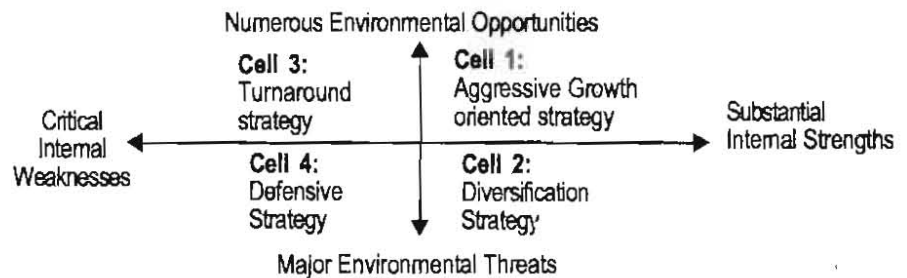 Numerous Environmental Opportunities
Cell 3:
Turnaround
strategy
Cell 1:
Aggressive Growth
oriented strategy
Critical
Internal
Weaknesses
Substantial
Internal Strengths
Cell 4:
Defensive
Strategy
Cell 2:
Diversification
Strategy
Major Environmental Threats